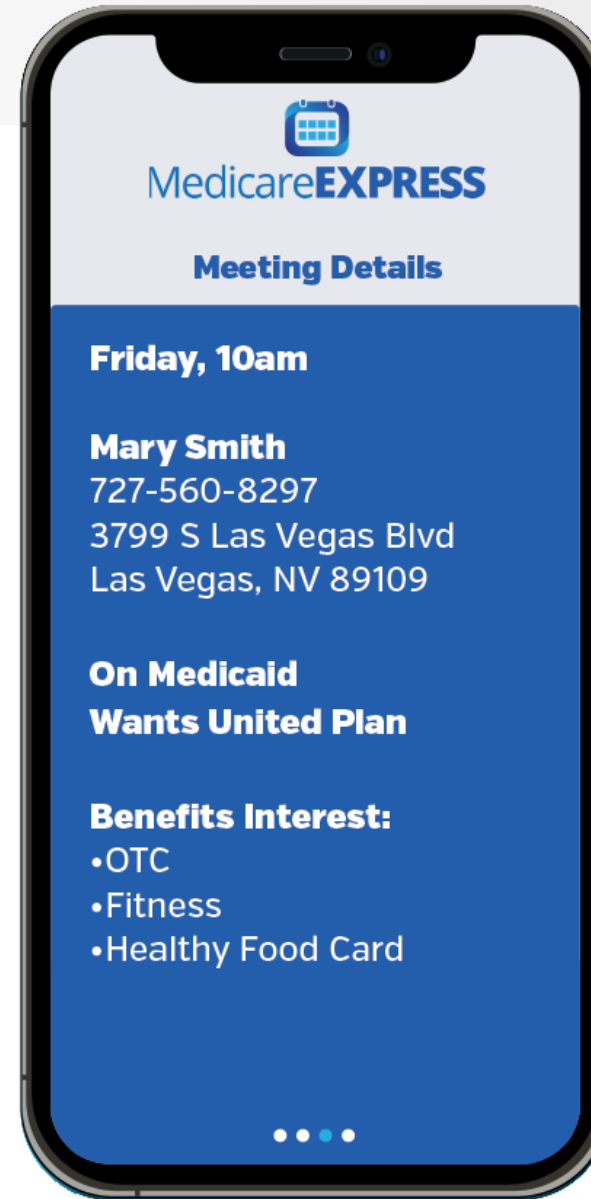 MedicareEXPRESS
Meeting Details
Friday, 10am
Mary Smith
727-560-8297
3799 S Las Vegas Blvd
Las Vegas, NV 89109
On Medicaid
Wants United Plan
Benefits Interest:
•OTC
•Fitness
•Healthy Food Card